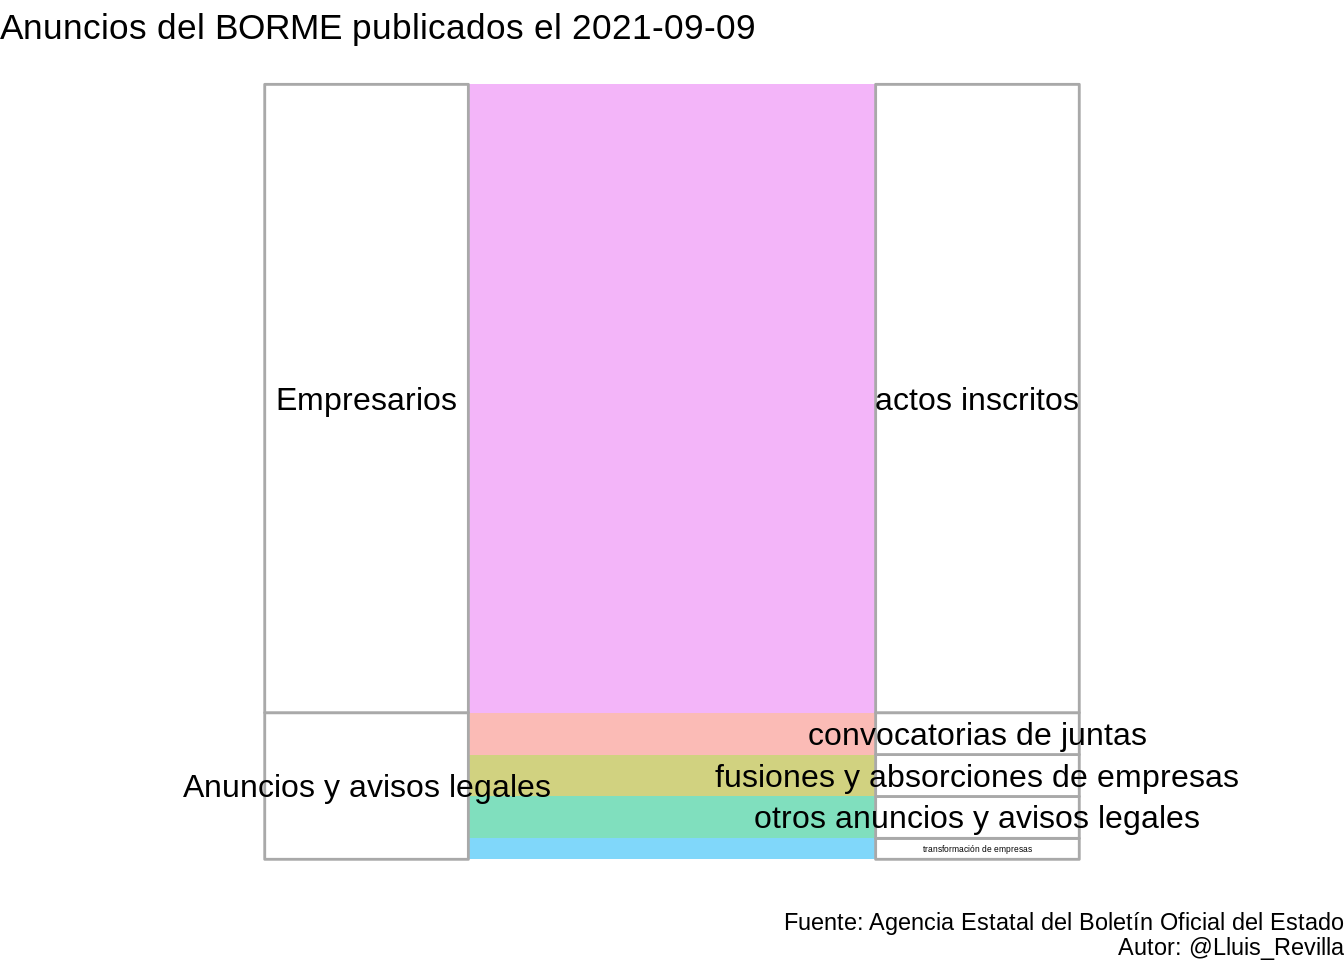 Anuncios del BORME publicados el 2021-09-09
Empresarios
actos inscritos
convocatorias de juntas
Anuncios y avisos legales
fusiones y absorciones de empresas
otros anuncios y avisos legales
transformación de empresas
Fuente: Agencia Estatal del Boletín Oficial del Estado
Autor: @Lluis_Revilla